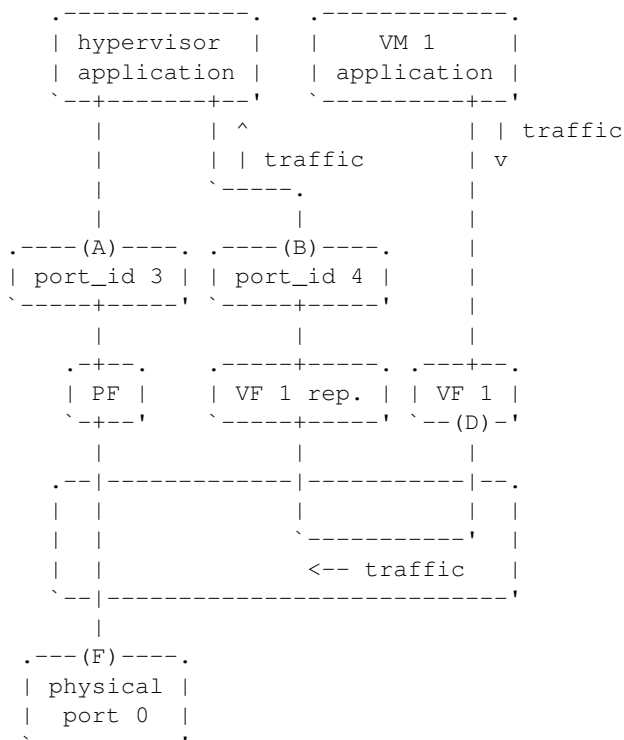 hypervisor VM 1
application application
^ traffic
traffic v
(A) (B)
port_id 3 port_id 4
PF VF 1 rep. VF 1
(D)
<-- traffic
(F)
physical
port 0